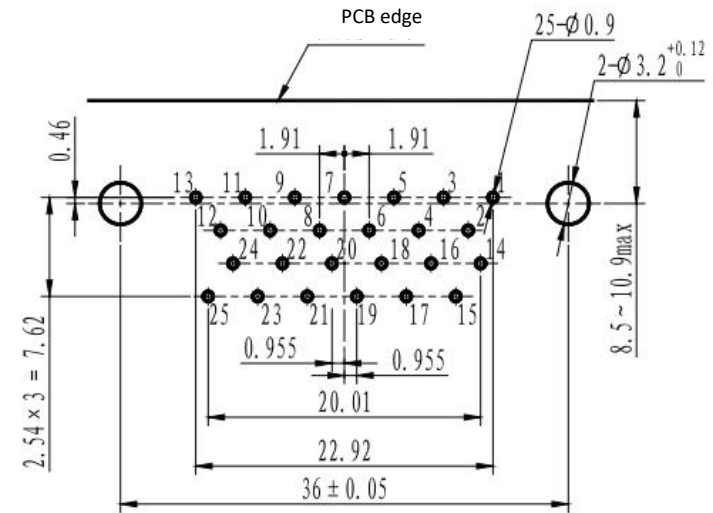 PCB edge
25-Ø0.9
2-Ø3.2 +0.12 0
0.46
1.91 1.91
13 11 9 7 5 3 1
12 10 8 6 4 2
24 22 20 18 16 14
25 23 21 19 17 15
8.5~10.9max
2.54×3 = 7.62
0.955 0.955
20.01
22.92
36±0.05